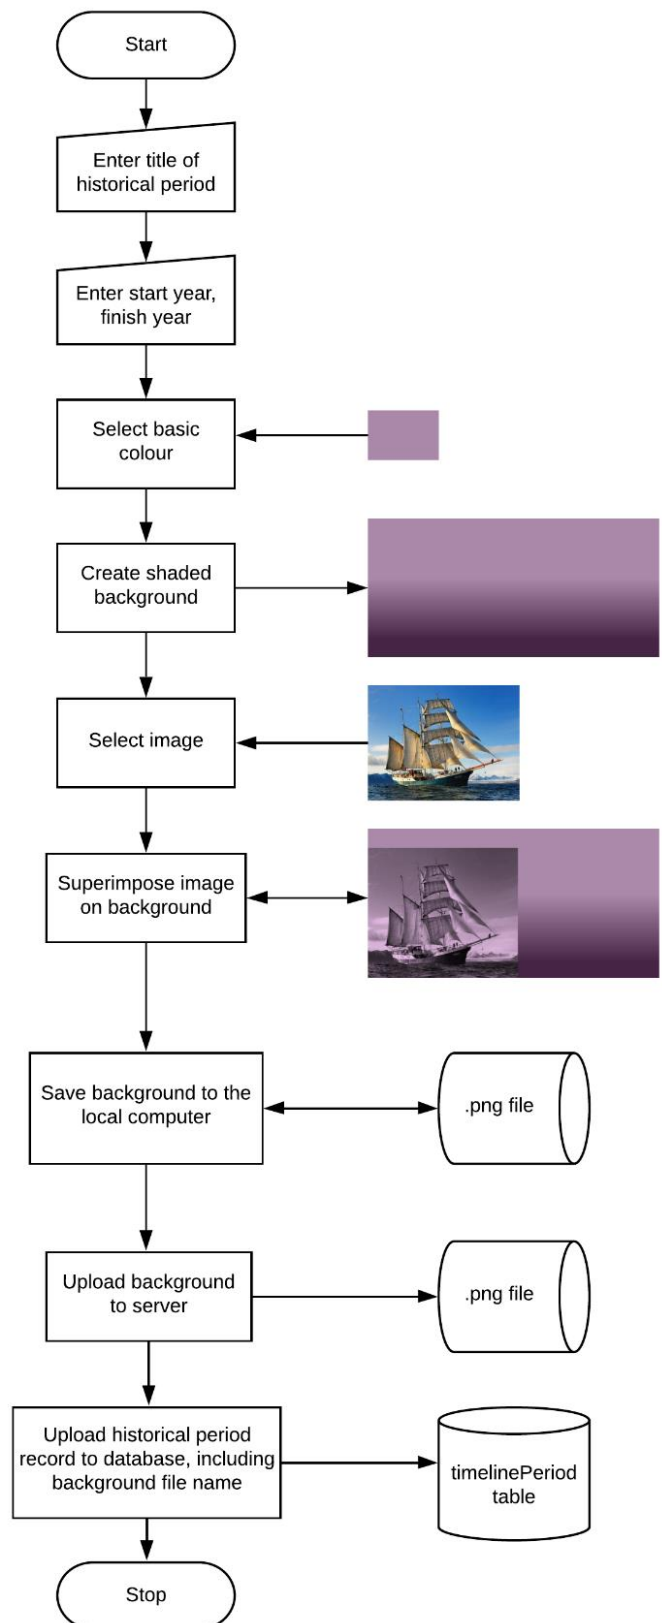 Start
Enter title of
historical period
Enter start year,
finish year
Select basic
colour
Create shaded
background
Select image
Superimpose image
on background
Save background to the
local computer
.png file
Upload background
to server
.png file
Upload historical period
record to database, including
background file name
timelinePeriod
table
Stop